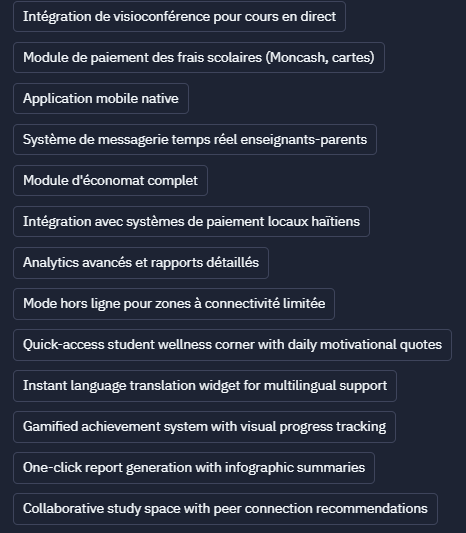 Intégration de visioconférence pour cours en direct
Module de paiement des frais scolaires (Moncash, cartes)
Application mobile native
Système de messagerie temps réel enseignants-parents
Module d'économat complet
Intégration avec systèmes de paiement locaux haïtiens
Analytics avancés et rapports détaillés
Mode hors ligne pour zones à connectivité limitée
Quick-access student wellness corner with daily motivational quotes
Instant language translation widget for multilingual support
Gamified achievement system with visual progress tracking
One-click report generation with infographic summaries
Collaborative study space with peer connection recommendations